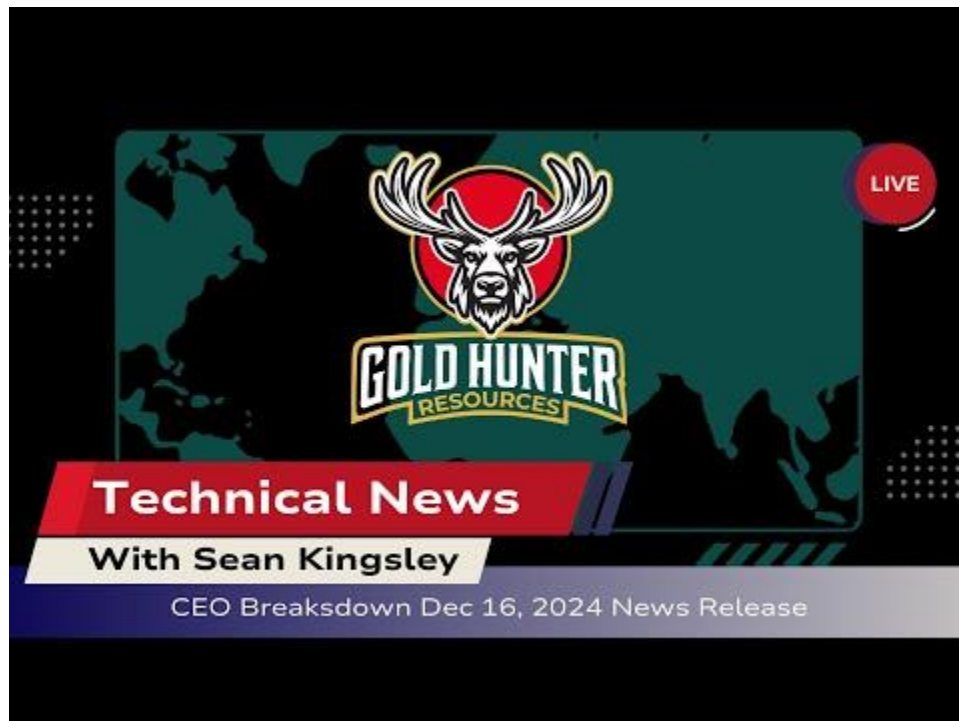 LIVE
GOLD HUNTER
RESOURCES
Technical News
With Sean Kingsley
CEO Breaksdown Dec 16, 2024 News Release